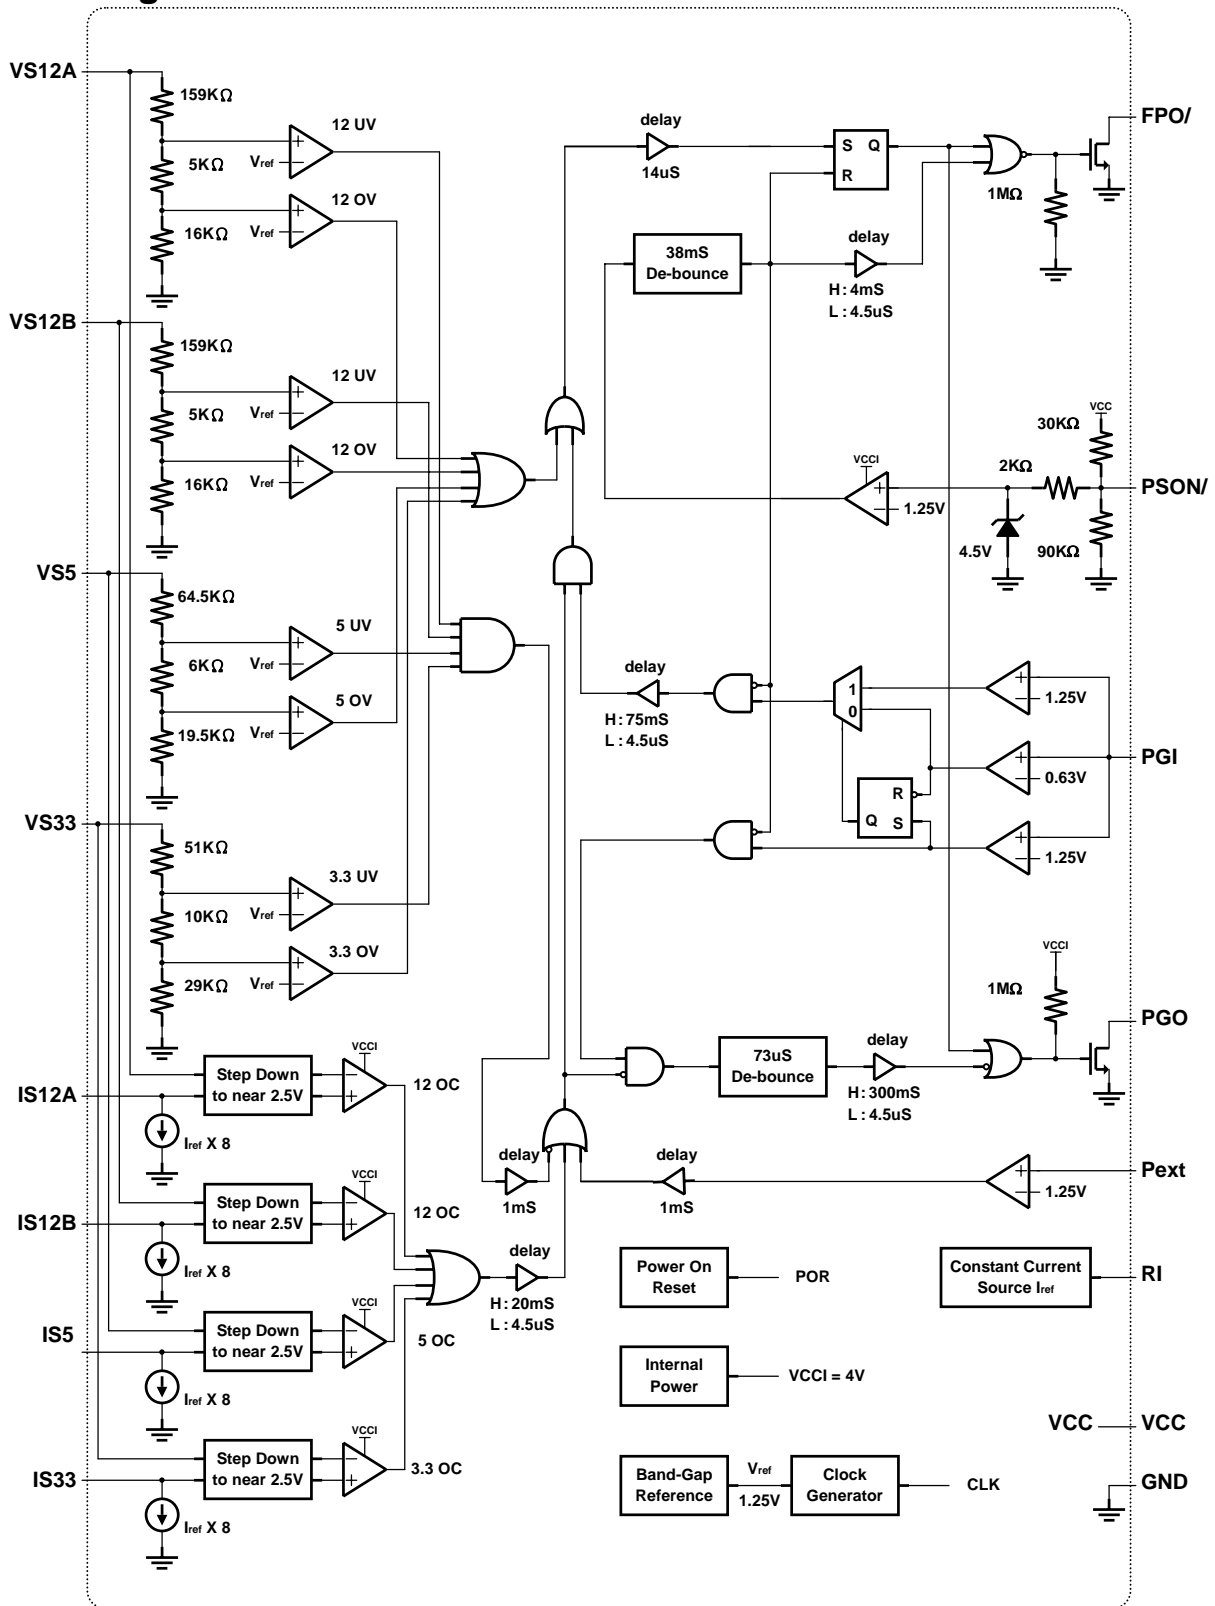 VS12A
159KΩ
12 UV
Vref
5KΩ
12 OV
Vref
16KΩ
delay
14uS
S Q
R
FPO/
1MΩ
38mS
De-bounce
delay
H : 4mS
L : 4.5uS
VS12B
159KΩ
12 UV
Vref
5KΩ
12 OV
Vref
16KΩ
VCC
30KΩ
2KΩ
VCCI
+
1.25V
PSON/
4.5V
90KΩ
VS5
64.5KΩ
5 UV
Vref
6KΩ
5 OV
Vref
19.5KΩ
delay
H : 75mS
L : 4.5uS
1
0
1.25V
PGI
0.63V
R
Q S
1.25V
VS33
51KΩ
3.3 UV
Vref
10KΩ
3.3 OV
Vref
29KΩ
VCCI
1MΩ
PGO
73uS
De-bounce
delay
H : 300mS
L : 4.5uS
VCCI
Step Down
to near 2.5V
12 OC
IS12A
Iref X 8
delay
1mS
delay
1mS
Pext
1.25V
VCCI
Step Down
to near 2.5V
12 OC
IS12B
Iref X 8
delay
H : 20mS
L : 4.5uS
Power On
Reset
POR
Constant Current
Source Iref
RI
VCCI
Step Down
to near 2.5V
5 OC
IS5
Iref X 8
Internal
Power
VCCI = 4V
VCC
VCC
VCCI
Step Down
to near 2.5V
3.3 OC
IS33
Iref X 8
Band-Gap
Reference
Vref
1.25V
Clock
Generator
CLK
GND